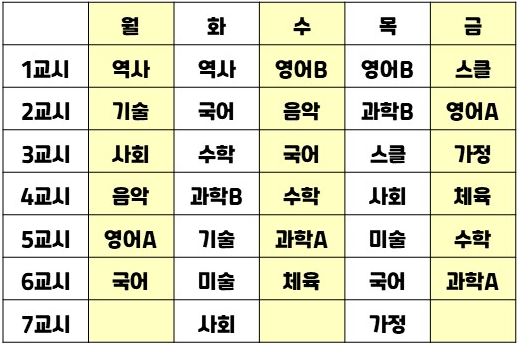 월 화 수 목 금
1교시 역사 역사 영어B 영어B 스클
2교시 기술 국어 음악 과학B 영어A
3교시 사회 수학 국어 스클 가정
4교시 음악 과학B 수학 사회 체육
5교시 영어A 기술 과학A 미술 수학
6교시 국어 미술 체육 국어 과학A
7교시 사회 가정